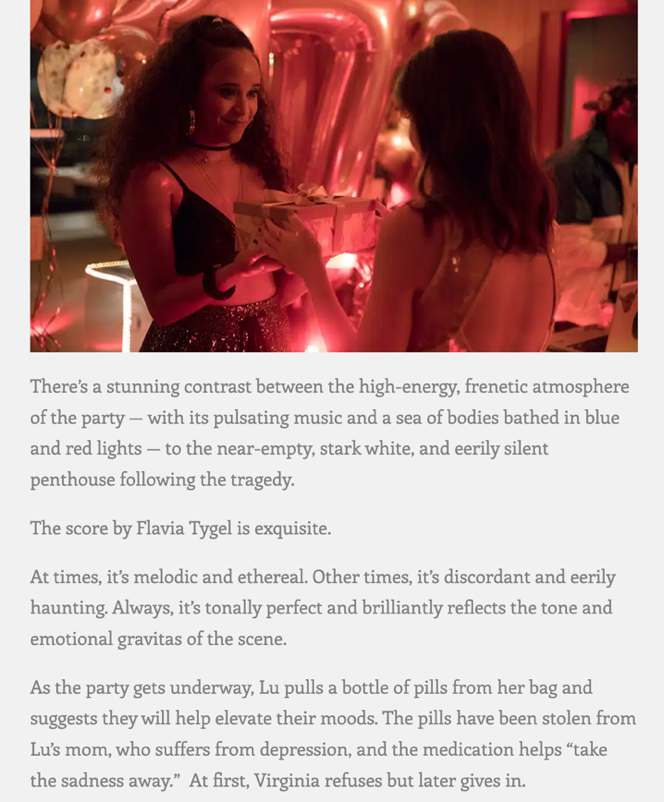 There’s a stunning contrast between the high-energy, frenetic atmosphere
of the party — with its pulsating music and a sea of bodies bathed in blue
and red lights — to the near-empty, stark white, and eerily silent
penthouse following the tragedy.
The score by Flavia Tygel is exquisite.
At times, it’s melodic and ethereal. Other times, it’s discordant and eerily
haunting. Always, it’s tonally perfect and brilliantly reflects the tone and
emotional gravitas of the scene.
As the party gets underway, Lu pulls a bottle of pills from her bag and
suggests they will help elevate their moods. The pills have been stolen from
Lu’s mom, who suffers from depression, and the medication helps “take
the sadness away.”  At first, Virginia refuses but later gives in.